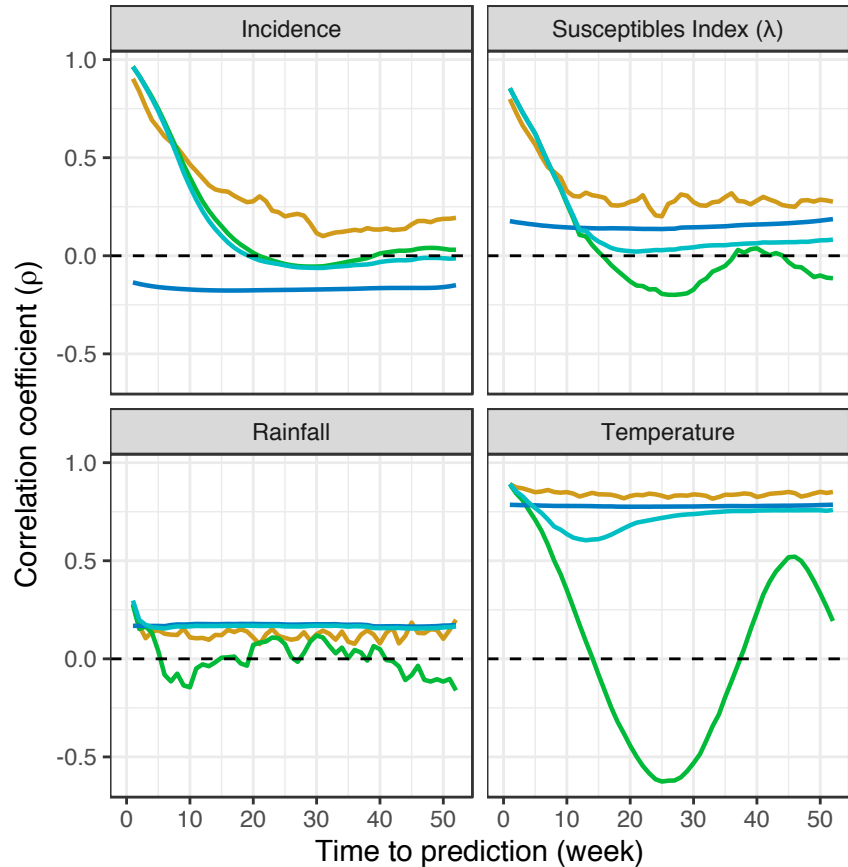 Incidence
Susceptibles Index (λ)
1.0
0.5
0.0
-0.5
Rainfall
Temperature
1.0
0.5
0.0
-0.5
0 10 20 30 40 50
0 10 20 30 40 50
Time to prediction (week)
Correlation coefficient (ρ)